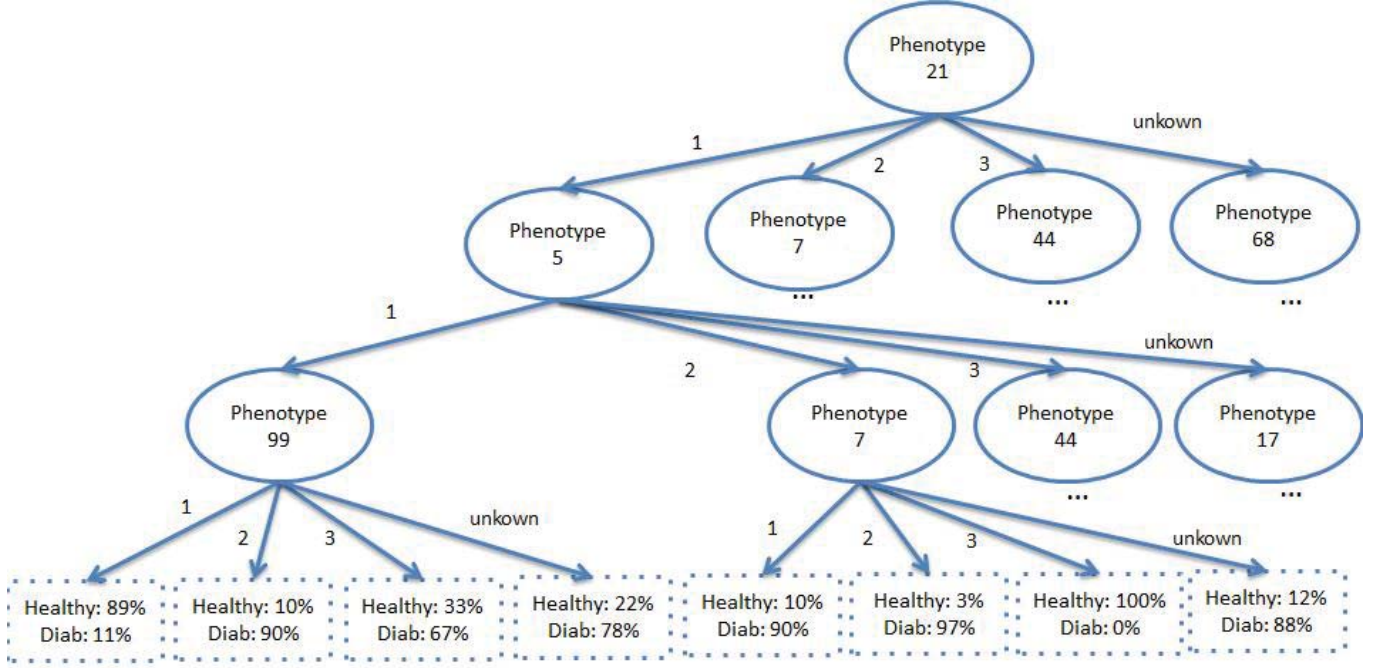 Phenotype
21
1
2
3
unkown
Phenotype
5
Phenotype
7
...
Phenotype
44
...
Phenotype
68
...
1
2
3
unkown
Phenotype
99
Phenotype
7
Phenotype
44
...
Phenotype
17
...
1
2
3
unkown
1
2
3
unkown
Healthy: 89%
Diab: 11%
Healthy: 10%
Diab: 90%
Healthy: 33%
Diab: 67%
Healthy: 22%
Diab: 78%
Healthy: 10%
Diab: 90%
Healthy: 3%
Diab: 97%
Healthy: 100%
Diab: 0%
Healthy: 12%
Diab: 88%